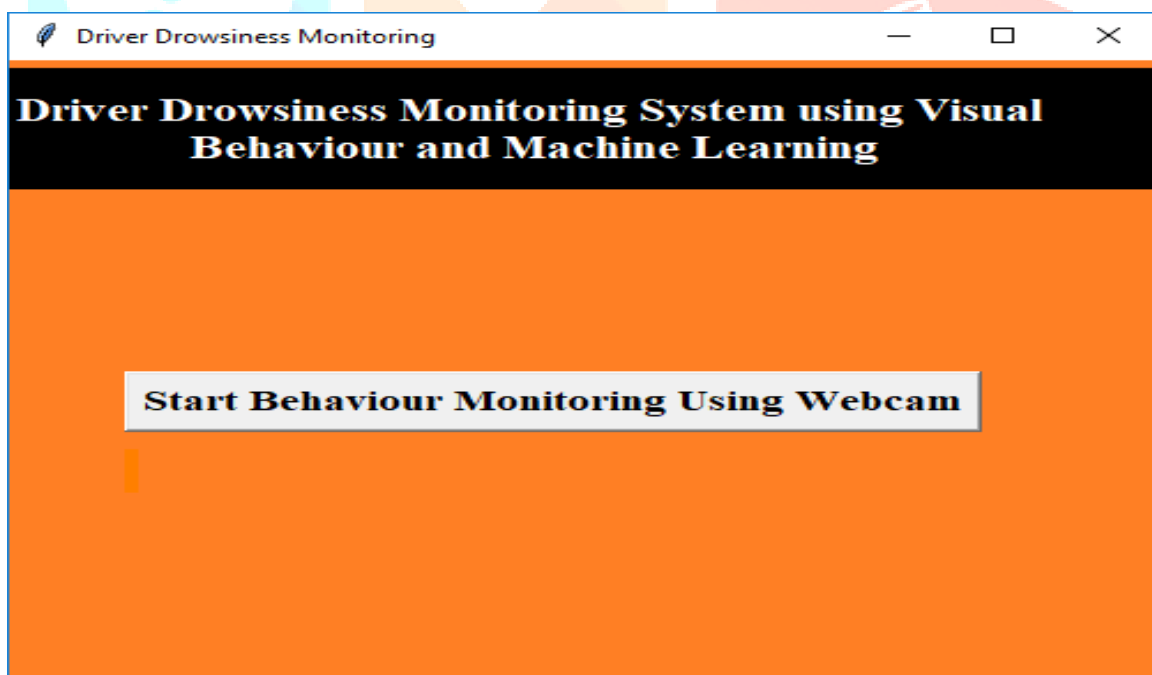 Driver Drowsiness Monitoring
Driver Drowsiness Monitoring System using Visual
Behaviour and Machine Learning
Start Behaviour Monitoring Using Webcam